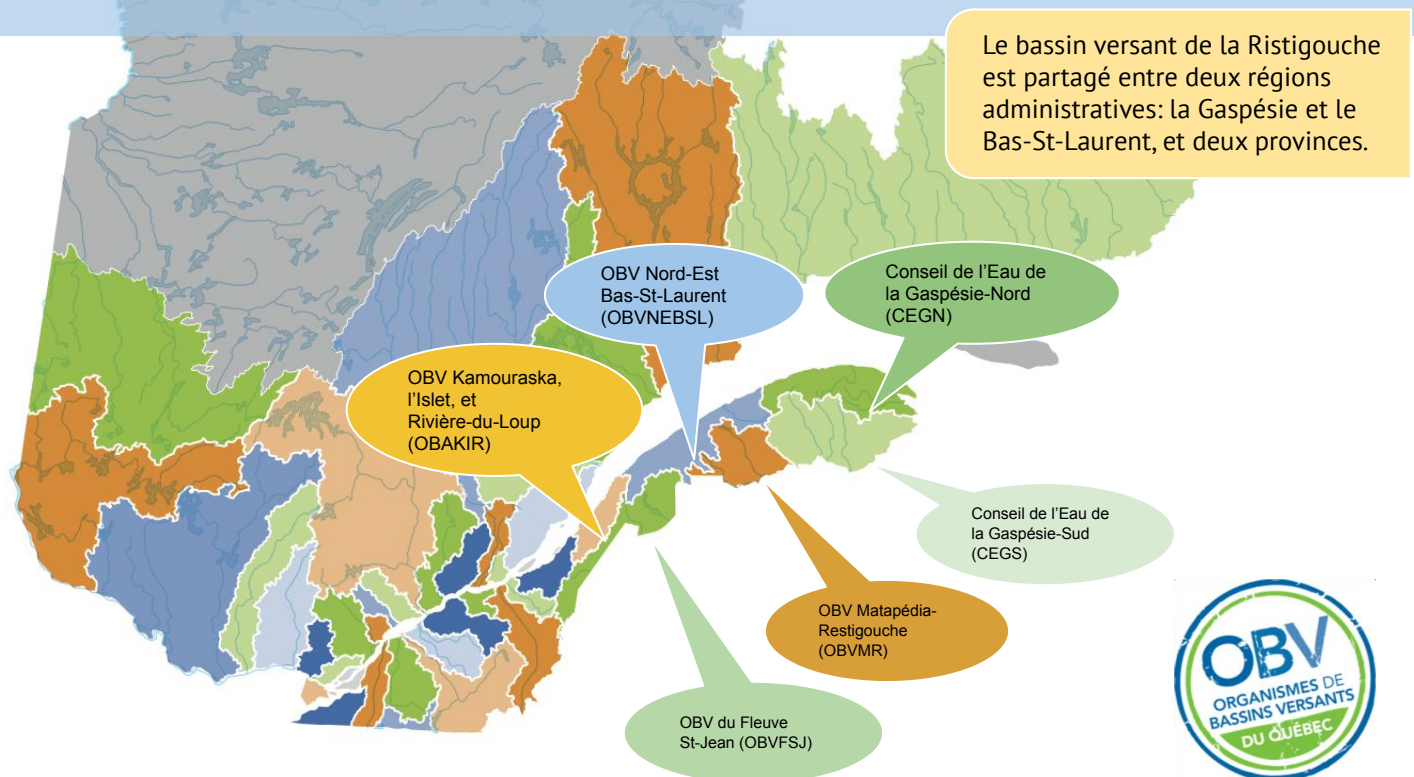 Le bassin versant de la Ristigouche
est partagé entre deux régions
administratives: la Gaspésie et le
Bas-St-Laurent, et deux provinces.
OBV Nord-Est
Bas-St-Laurent
(OBVNEBSL)
Conseil de l’Eau de
la Gaspésie-Nord
(CEGN)
OBV Kamouraska,
l’Islet, et
Rivière-du-Loup
(OBAKIR)
Conseil de l’Eau de
la Gaspésie-Sud
(CEGS)
OBV Matapédia-
Restigouche
(OBVMR)
OBV du Fleuve
St-Jean (OBVFSJ)
OBV
ORGANISMES DE
BASSINS VERSANTS
DU QUÉBEC